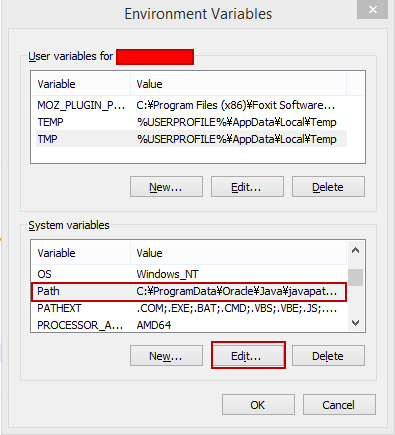 Environment Variables
User variables for
Variable Value
MOZ_PLUGIN_P... C:¥Program Files (x86)¥Foxit Software...
TEMP %USERPROFILE%¥AppData¥Local¥Temp
TMP %USERPROFILE%¥AppData¥Local¥Temp
New... Edit... Delete
System variables
Variable Value
OS Windows_NT
Path C:¥ProgramData¥Oracle¥Java¥javapat...
PATHEXT .COM;.EXE;.BAT;.CMD;.VBS;.VBE;.JS;....
PROCESSOR_A... AMD64
New... Edit... Delete
OK Cancel